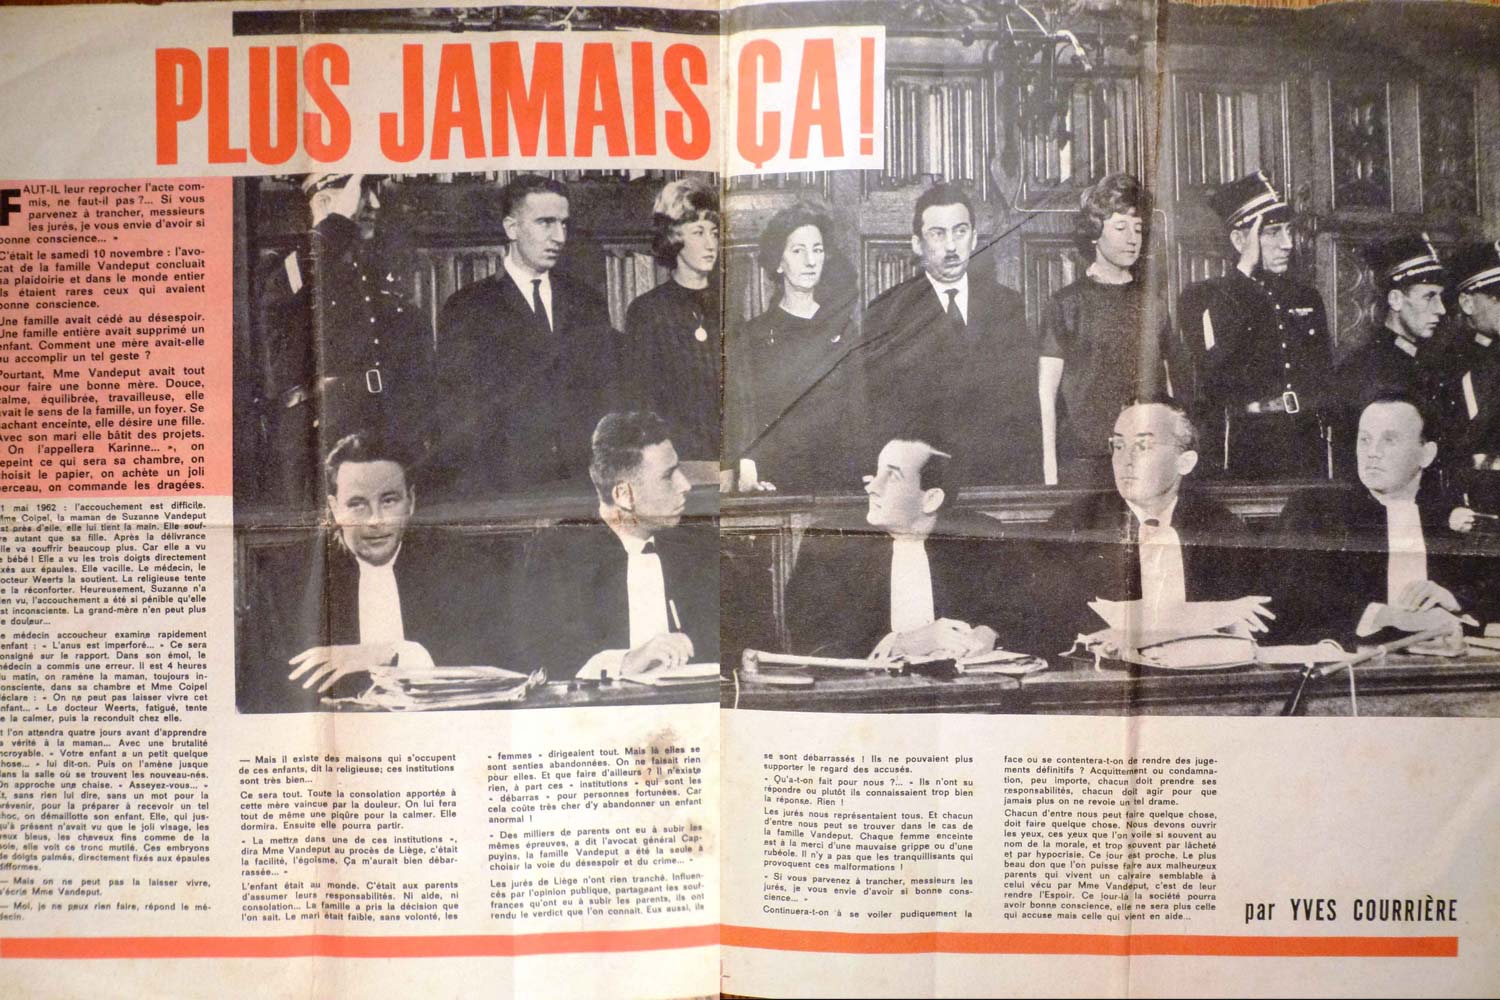 PLUS JAMAIS ÇA!
FAUT-IL leur reprocher l'acte com-
mis, ne faut-il pas ?... Si vous
parvenez à trancher, messieurs
les jurés, je vous envie d'avoir si
bonne conscience... »
C'était le samedi 10 novembre : l'avo-
cat de la famille Vandeput concluait
sa plaidoirie et dans le monde entier
ils étaient rares ceux qui avaient
bonne conscience.
Une famille avait cédé au désespoir.
Une famille entière avait supprimé un
enfant. Comment une mère avait-elle
pu accomplir un tel geste ?
Pourtant, Mme Vandeput avait tout
pour faire une bonne mère. Douce,
calme, équilibrée, travailleuse, elle
avait le sens de la famille, un foyer. Se
sachant enceinte, elle désire une fille.
Avec son mari elle bâtit des projets.
« On l'appellera Karinne... », on
repeint ce qui sera sa chambre, on
choisit le papier, on achète un joli
berceau, on commande les dragées.
1 mai 1962 : l'accouchement est difficile.
Mme Coipel, la maman de Suzanne Vandeput
est près d'elle, elle lui tient la main. Elle souf-
fre autant que sa fille. Après la délivrance
elle va souffrir beaucoup plus. Car elle a vu
le bébé ! Elle a vu les trois doigts directement
fixés aux épaules. Elle vacille. Le médecin, le
docteur Weerts la soutient. La religieuse tente
de la réconforter. Heureusement, Suzanne n'a
rien vu, l'accouchement a été si pénible qu'elle
est inconsciente. La grand-mère n'en peut plus
de douleur...
Le médecin accoucheur examine rapidement
l'enfant : « L'anus est imperforé... » Ce sera
consigné sur le rapport. Dans son émoi, le
médecin a commis une erreur. Il est 4 heures
du matin, on ramène la maman, toujours in-
consciente, dans sa chambre et Mme Coipel
déclare : « On ne peut pas laisser vivre cet
enfant... » Le docteur Weerts, fatigué, tente
de la calmer, puis la reconduit chez elle.
Et l'on attendra quatre jours avant d'apprendre
la vérité à la maman... Avec une brutalité
incroyable. « Votre enfant a un petit quelque
chose... » lui dit-on. Puis on l'amène jusque
dans la salle où se trouvent les nouveau-nés.
On approche une chaise. « Asseyez-vous... »
Et, sans rien lui dire, sans un mot pour la
prévenir, pour la préparer à recevoir un tel
choc, on démaillote son enfant. Elle, qui jus-
qu'à présent n'avait vu que le joli visage, les
yeux bleus, les cheveux fins comme de la
soie, elle voit ce tronc mutilé. Ces embryons
de doigts palmés, directement fixés aux épaules
difformes.
— Mais on ne peut pas la laisser vivre,
s'écrie Mme Vandeput.
— Moi, je ne peux rien faire, répond le mé-
decin.
— Mais il existe des maisons qui s'occupent
de ces enfants, dit la religieuse; ces institutions
sont très bien...
Ce sera tout. Toute la consolation apportée à
cette mère vaincue par la douleur. On lui fera
tout de même une piqûre pour la calmer. Elle
dormira. Ensuite elle pourra partir.
« La mettre dans une de ces institutions »,
dira Mme Vandeput au procès de Liège, c'était
la facilité, l'égoïsme. Ça m'aurait bien débar-
rassée... »
L'enfant était au monde. C'était aux parents
d'assumer leurs responsabilités. Ni aide, ni
consolation... La famille a pris la décision que
l'on sait. Le mari était faible, sans volonté, les
« femmes » dirigeaient tout. Mais là elles se
sont senties abandonnées. On ne faisait rien
pour elles. Et que faire d'ailleurs ? Il n'existe
rien, à part ces « institutions » qui sont les
« débarras » pour personnes fortunées. Car
cela coûte très cher d'y abandonner un enfant
anormal !
« Des milliers de parents ont eu à subir les
mêmes épreuves, a dit l'avocat général Cap-
puyins, la famille Vandeput a été la seule à
choisir la voie du désespoir et du crime... »
Les jurés de Liège n'ont rien tranché. Influen-
cés par l'opinion publique, partageant les souf-
frances qu'ont eu à subir les parents, ils ont
rendu le verdict que l'on connaît. Eux aussi, ils
se sont débarrassés ! Ils ne pouvaient plus
supporter le regard des accusés.
« Qu'a-t-on fait pour nous ?... » Ils n'ont su
répondre ou plutôt ils connaissaient trop bien
la réponse. Rien !
Les jurés nous représentaient tous. Et chacun
d'entre nous peut se trouver dans le cas de
la famille Vandeput. Chaque femme enceinte
est à la merci d'une mauvaise grippe ou d'une
rubéole. Il n'y a pas que les tranquillisants qui
provoquent ces malformations !
« Si vous parvenez à trancher, messieurs les
jurés, je vous envie d'avoir si bonne cons-
cience... »
Continuera-t-on à se voiler pudiquement la
face ou se contentera-t-on de rendre des juge-
ments définitifs ? Acquittement ou condamna-
tion, peu importe, chacun doit prendre ses
responsabilités, chacun doit agir pour que
jamais plus on ne revoie un tel drame.
Chacun d'entre nous peut faire quelque chose,
doit faire quelque chose. Nous devons ouvrir
les yeux, ces yeux que l'on voile si souvent au
nom de la morale, et trop souvent par lâcheté
et par hypocrisie. Ce jour est proche. Le plus
beau don que l'on puisse faire aux malheureux
parents qui vivent un calvaire semblable à
celui vécu par Mme Vandeput, c'est de leur
rendre l'Espoir. Ce jour-là la société pourra
avoir bonne conscience, elle ne sera plus celle
qui accuse mais celle qui vient en aide...
par YVES COURRIÈRE